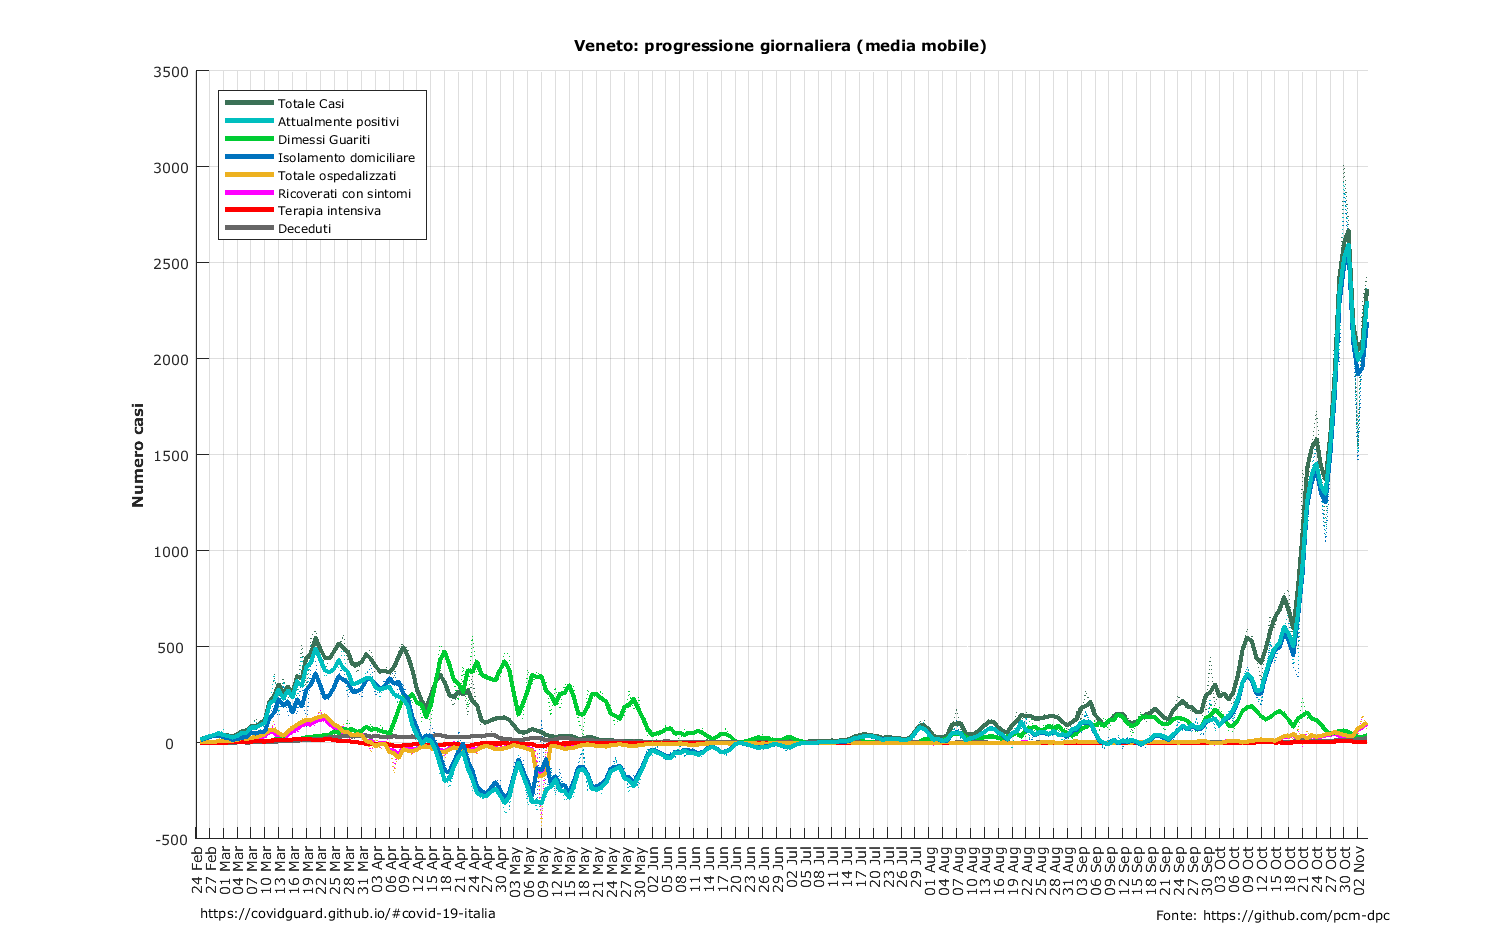 Veneto: progressione giornaliera (media mobile)
3500
3000
2500
2000
1500
1000
500
0
-500
Numero casi
Totale Casi
Attualmente positivi
Dimessi Guariti
Isolamento domiciliare
Totale ospedalizzati
Ricoverati con sintomi
Terapia intensiva
Deceduti
24 Feb
27 Feb
01 Mar
04 Mar
07 Mar
10 Mar
13 Mar
16 Mar
19 Mar
22 Mar
25 Mar
28 Mar
31 Mar
03 Apr
06 Apr
09 Apr
12 Apr
15 Apr
18 Apr
21 Apr
24 Apr
27 Apr
30 Apr
03 May
06 May
09 May
12 May
15 May
18 May
21 May
24 May
27 May
30 May
02 Jun
05 Jun
08 Jun
11 Jun
14 Jun
17 Jun
20 Jun
23 Jun
26 Jun
29 Jun
02 Jul
05 Jul
08 Jul
11 Jul
14 Jul
17 Jul
20 Jul
23 Jul
26 Jul
29 Jul
01 Aug
04 Aug
07 Aug
10 Aug
13 Aug
16 Aug
19 Aug
22 Aug
25 Aug
28 Aug
31 Aug
03 Sep
06 Sep
09 Sep
12 Sep
15 Sep
18 Sep
21 Sep
24 Sep
27 Sep
30 Sep
03 Oct
06 Oct
09 Oct
12 Oct
15 Oct
18 Oct
21 Oct
24 Oct
27 Oct
30 Oct
02 Nov
https://covidguard.github.io/#covid-19-italia
Fonte: https://github.com/pcm-dpc